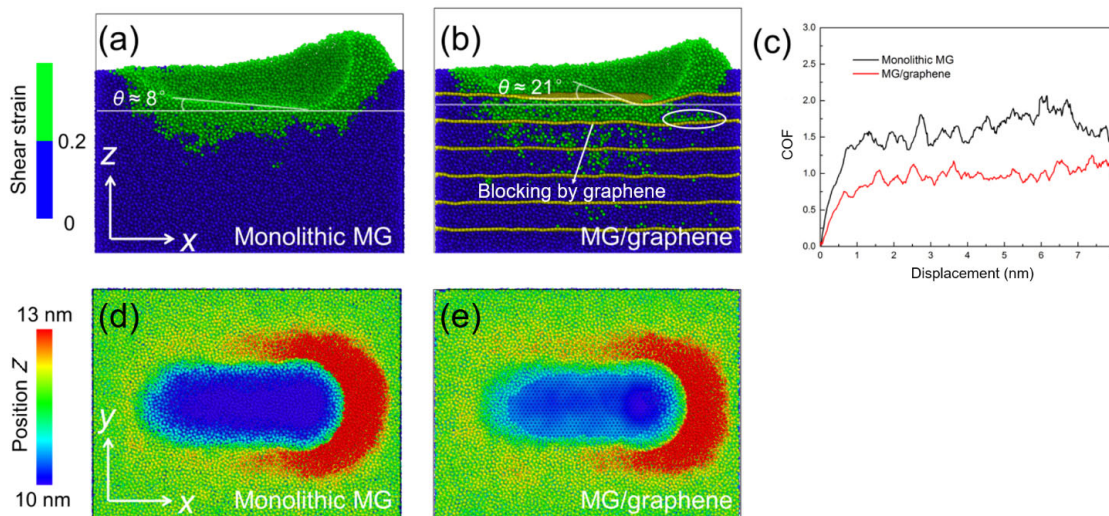 (a)
θ ≈ 8°
Shear strain
0.2
0
z
x
Monolithic MG
(b)
θ ≈ 21°
Blocking by graphene
MG/graphene
(c)
Monolithic MG
MG/graphene
COF
3.0
2.5
2.0
1.5
1.0
0.5
0.0
0 1 2 3 4 5 6 7
Displacement (nm)
(d)
13 nm
Position Z
10 nm
y
x
Monolithic MG
(e)
MG/graphene